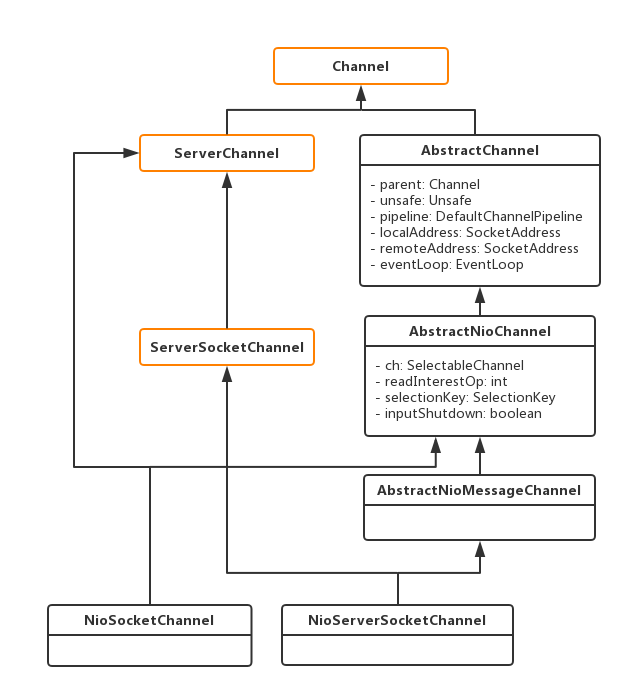 Channel
ServerChannel
AbstractChannel
- parent: Channel
- unsafe: Unsafe
- pipeline: DefaultChannelPipeline
- localAddress: SocketAddress
- remoteAddress: SocketAddress
- eventLoop: EventLoop
ServerSocketChannel
AbstractNioChannel
- ch: SelectableChannel
- readInterestOp: int
- selectionKey: SelectionKey
- inputShutdown: boolean
AbstractNioMessageChannel
NioSocketChannel
NioServerSocketChannel